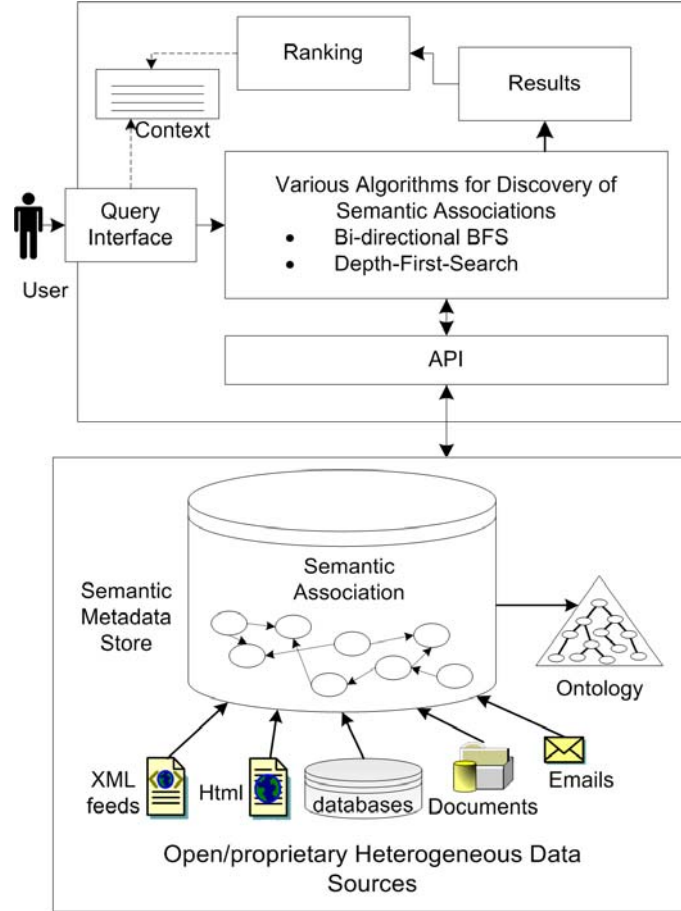 Ranking
Results
Context
Query
Interface
User
Various Algorithms for Discovery of
Semantic Associations
• Bi-directional BFS
• Depth-First-Search
API
Semantic
Association
Semantic
Metadata
Store
Ontology
XML
feeds
Html
databases
Documents
Emails
Open/proprietary Heterogeneous Data
Sources